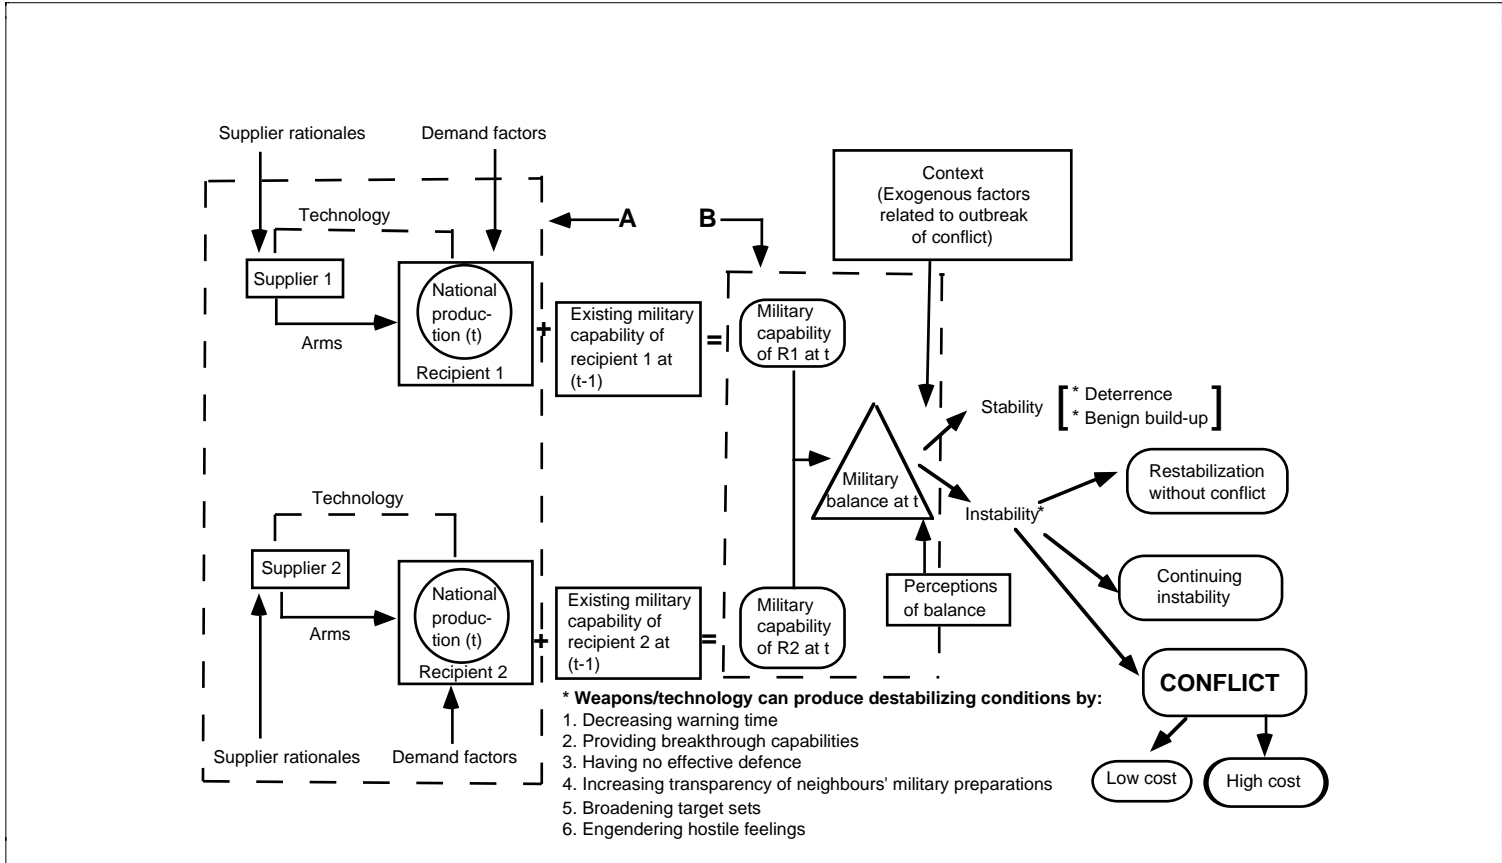 Supplier rationales
Demand factors
Technology
Supplier 1
Arms
National
produc-
tion (t)
Recipient 1
+
Existing military
capability of
recipient 1 at
(t-1)
=
A
B
Military
capability
of R1 at t
Context
(Exogenous factors
related to outbreak
of conflict)
Military
balance at t
Stability
[* Deterrence
* Benign build-up]
Instability*
Restabilization
without conflict
Continuing
instability
CONFLICT
Low cost
High cost
Perceptions
of balance
Technology
Supplier 2
Arms
National
produc-
tion (t)
Recipient 2
+
Existing military
capability of
recipient 2 at
(t-1)
=
Military
capability
of R2 at t
Supplier rationales
Demand factors
* Weapons/technology can produce destabilizing conditions by:
1. Decreasing warning time
2. Providing breakthrough capabilities
3. Having no effective defence
4. Increasing transparency of neighbours' military preparations
5. Broadening target sets
6. Engendering hostile feelings